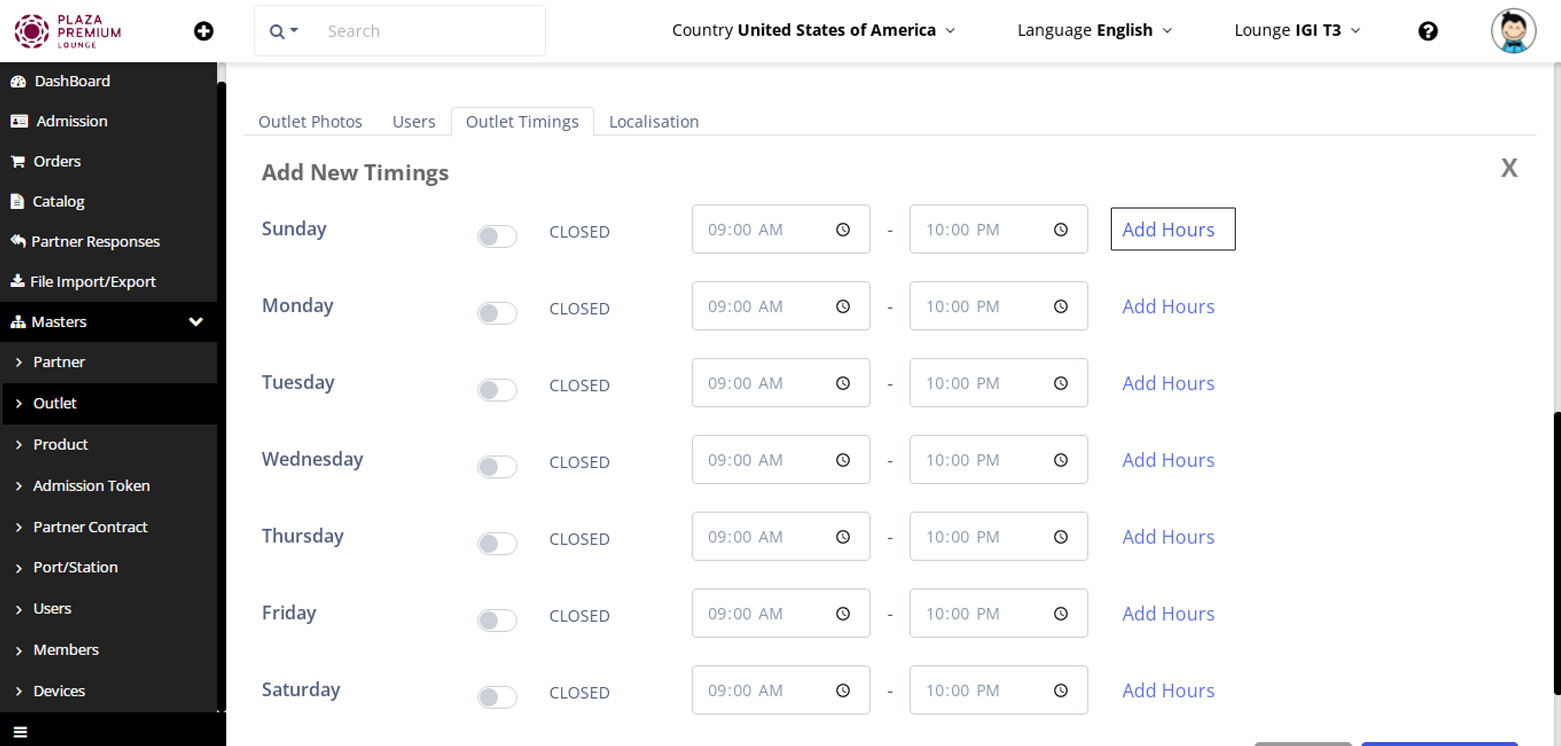 PLAZA
PREMIUM
LOUNGE
Search
Country United States of America
Language English
Lounge IGI T3
DashBoard
Admission
Orders
Catalog
Partner Responses
File Import/Export
Masters
Partner
Outlet
Product
Admission Token
Partner Contract
Port/Station
Users
Members
Devices
Outlet Photos Users Outlet Timings Localisation
Add New Timings X
Sunday CLOSED 09:00 AM - 10:00 PM Add Hours
Monday CLOSED 09:00 AM - 10:00 PM Add Hours
Tuesday CLOSED 09:00 AM - 10:00 PM Add Hours
Wednesday CLOSED 09:00 AM - 10:00 PM Add Hours
Thursday CLOSED 09:00 AM - 10:00 PM Add Hours
Friday CLOSED 09:00 AM - 10:00 PM Add Hours
Saturday CLOSED 09:00 AM - 10:00 PM Add Hours